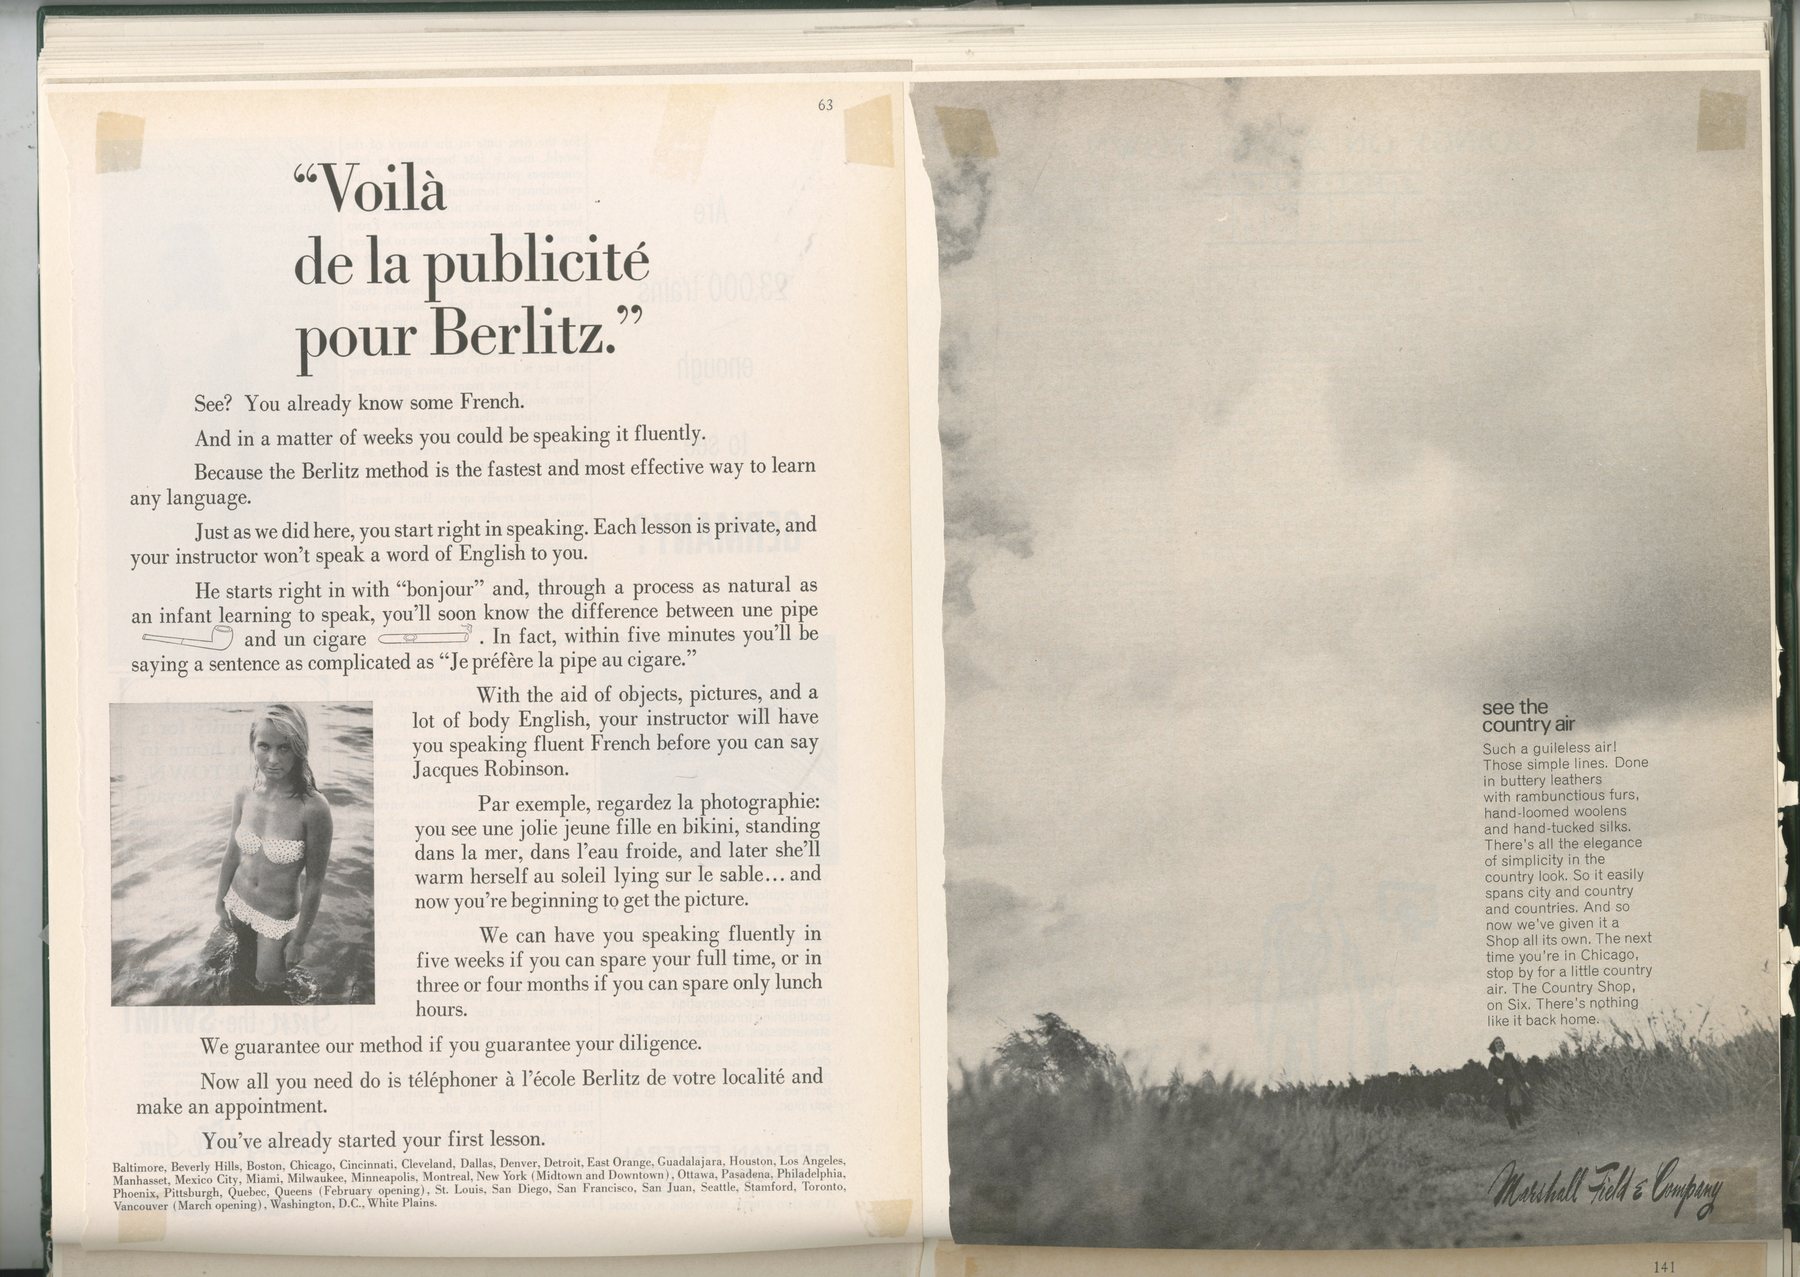 63
“Voilà
de la publicité
pour Berlitz.”
See? You already know some French.
And in a matter of weeks you could be speaking it fluently.
Because the Berlitz method is the fastest and most effective way to learn
any language.
Just as we did here, you start right in speaking. Each lesson is private, and
your instructor won’t speak a word of English to you.
He starts right in with “bonjour” and, through a process as natural as
an infant learning to speak, you’ll soon know the difference between une pipe
and un cigare . In fact, within five minutes you’ll be
saying a sentence as complicated as “Je préfère la pipe au cigare.”
With the aid of objects, pictures, and a
lot of body English, your instructor will have
you speaking fluent French before you can say
Jacques Robinson.
Par exemple, regardez la photographie:
you see une jolie jeune fille en bikini, standing
dans la mer, dans l’eau froide, and later she’ll
warm herself au soleil lying sur le sable... and
now you’re beginning to get the picture.
We can have you speaking fluently in
five weeks if you can spare your full time, or in
three or four months if you can spare only lunch
hours.
We guarantee our method if you guarantee your diligence.
Now all you need do is téléphoner à l’école Berlitz de votre localité and
make an appointment.
You’ve already started your first lesson.
Baltimore, Beverly Hills, Boston, Chicago, Cincinnati, Cleveland, Dallas, Denver, Detroit, East Orange, Guadalajara, Houston, Los Angeles,
Manhasset, Mexico City, Miami, Milwaukee, Minneapolis, Montreal, New York (Midtown and Downtown), Ottawa, Pasadena, Philadelphia,
Phoenix, Pittsburgh, Quebec, Queens (February opening), St. Louis, San Diego, San Francisco, San Juan, Seattle, Stamford, Toronto,
Vancouver (March opening), Washington, D.C., White Plains.
see the
country air
Such a guileless air!
Those simple lines. Done
in buttery leathers
with rambunctious furs,
hand-loomed woolens
and hand-tucked silks.
There's all the elegance
of simplicity in the
country look. So it easily
spans city and country
and countries. And so
now we've given it a
Shop all its own. The next
time you're in Chicago,
stop by for a little country
air. The Country Shop,
on Six. There's nothing
like it back home.
Marshall Field & Company
141